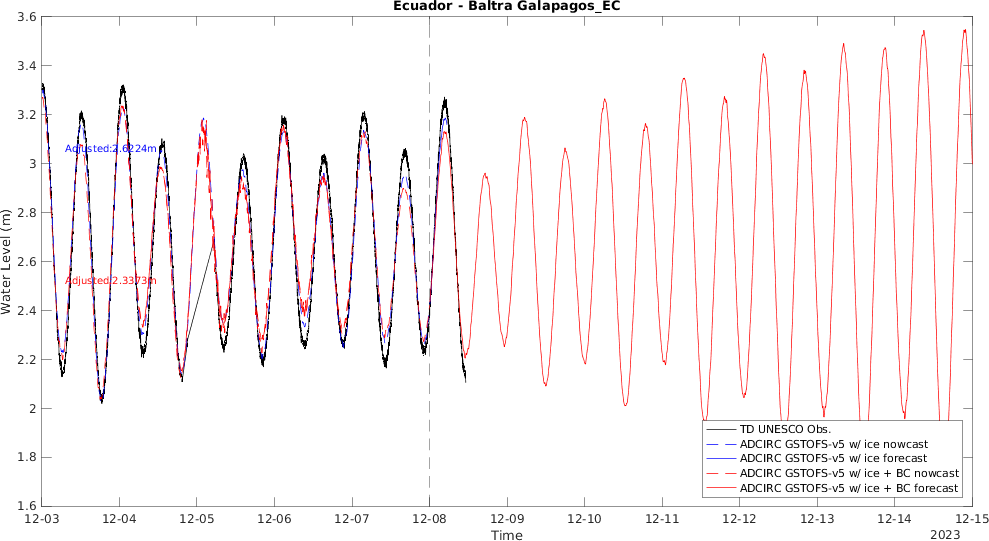 Ecuador - Baltra Galapagos_EC
3.6
3.4
3.2
3
2.8
2.6
2.4
2.2
2
1.8
1.6
Water Level (m)
Adjusted:2.6224m
Adjusted:2.3373m
TD UNESCO Obs.
ADCIRC GSTOFS-v5 w/ ice nowcast
ADCIRC GSTOFS-v5 w/ ice forecast
ADCIRC GSTOFS-v5 w/ ice + BC nowcast
ADCIRC GSTOFS-v5 w/ ice + BC forecast
12-03 12-04 12-05 12-06 12-07 12-08 12-09 12-10 12-11 12-12 12-13 12-14 12-15
Time
2023